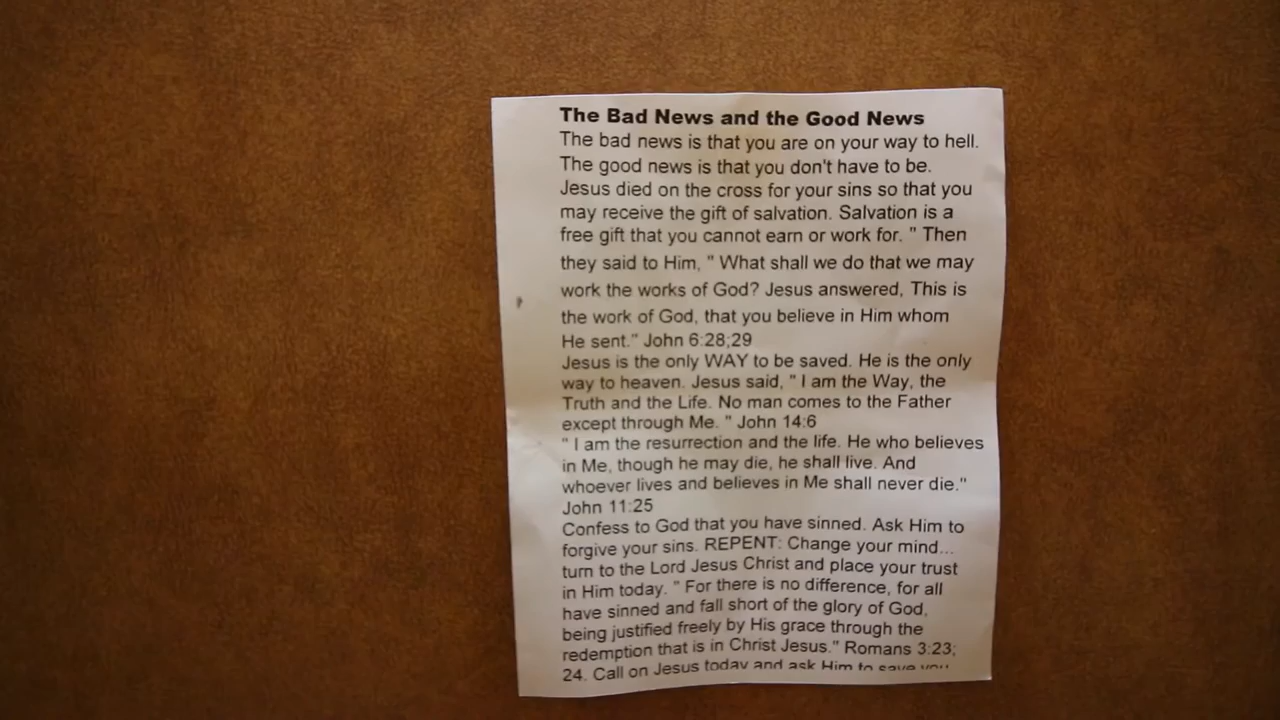 The Bad News and the Good News
The bad news is that you are on your way to hell.
The good news is that you don't have to be.
Jesus died on the cross for your sins so that you
may receive the gift of salvation. Salvation is a
free gift that you cannot earn or work for. " Then
they said to Him, " What shall we do that we may
work the works of God? Jesus answered, This is
the work of God, that you believe in Him whom
He sent." John 6:28;29
Jesus is the only WAY to be saved. He is the only
way to heaven. Jesus said, " I am the Way, the
Truth and the Life. No man comes to the Father
except through Me. " John 14:6
" I am the resurrection and the life. He who believes
in Me, though he may die, he shall live. And
whoever lives and believes in Me shall never die."
John 11:25
Confess to God that you have sinned. Ask Him to
forgive your sins. REPENT: Change your mind...
turn to the Lord Jesus Christ and place your trust
in Him today. " For there is no difference, for all
have sinned and fall short of the glory of God,
being justified freely by His grace through the
redemption that is in Christ Jesus." Romans 3:23;
24. Call on Jesus today and ask Him to save you